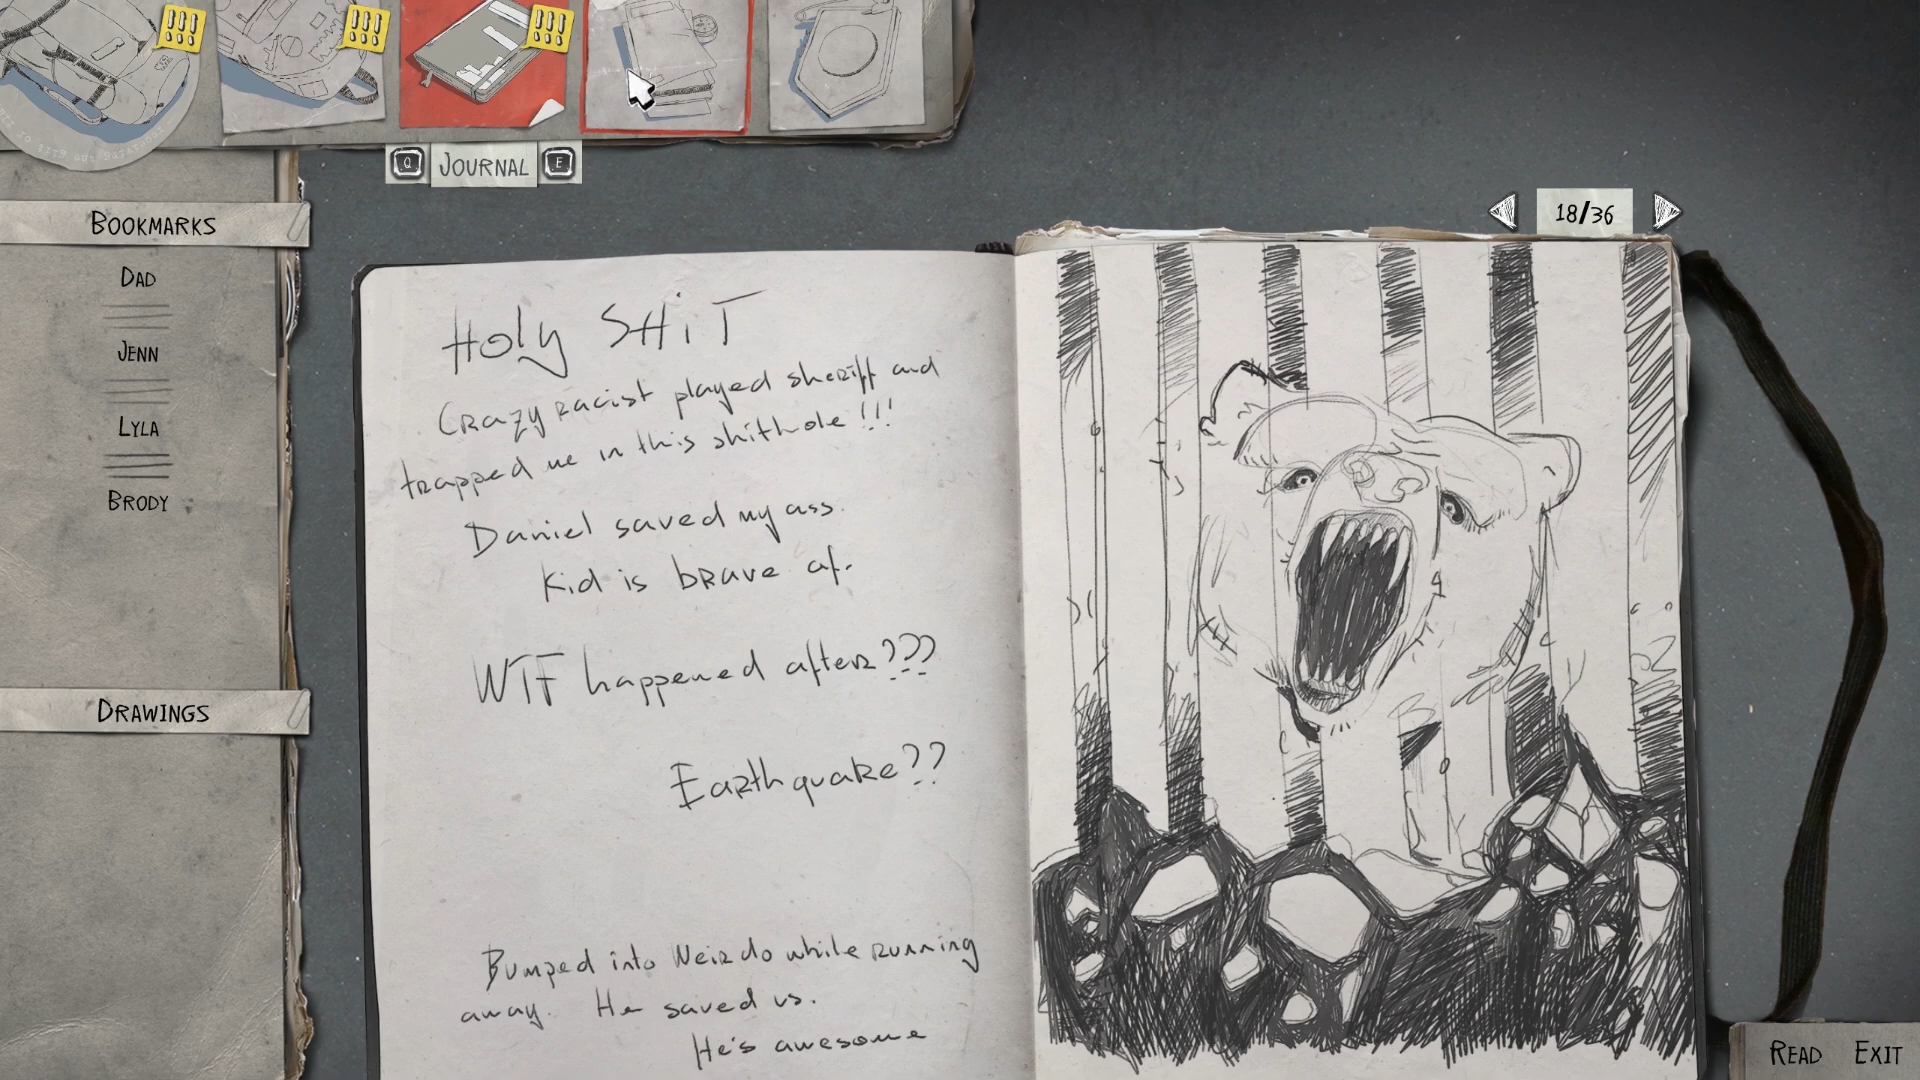 Q JOURNAL E
BOOKMARKS
DAD
JENN
LYLA
BRODY
DRAWINGS
18/36
HOLY SHIT
Crazy racist played sheriff and
trapped me in this shithole!!!
Daniel saved my ass.
Kid is brave af.
WTF happened after???
Earthquake??
Bumped into Weirdo while running
away. He saved us.
He's awesome
READ EXIT